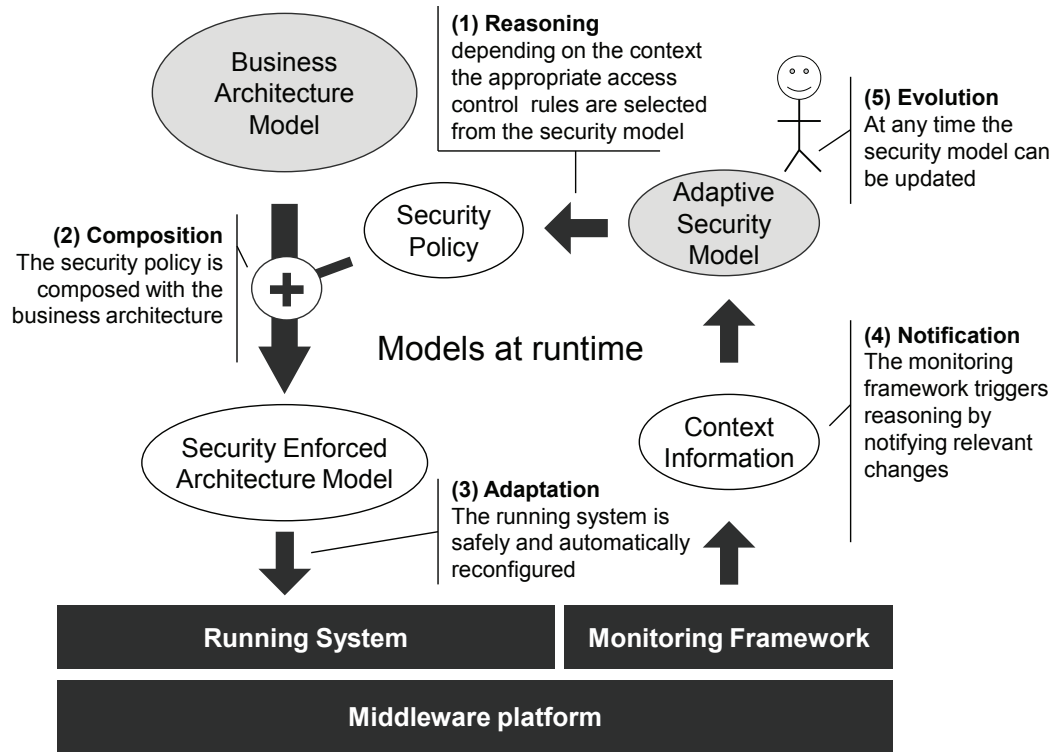 Business
Architecture
Model
(1) Reasoning
depending on the context
the appropriate access
control rules are selected
from the security model
(5) Evolution
At any time the
security model can
be updated
Adaptive
Security
Model
Security
Policy
(2) Composition
The security policy is
composed with the
business architecture
+
Models at runtime
(4) Notification
The monitoring
framework triggers
reasoning by
notifying relevant
changes
Context
Information
Security Enforced
Architecture Model
(3) Adaptation
The running system is
safely and automatically
reconfigured
Running System
Monitoring Framework
Middleware platform